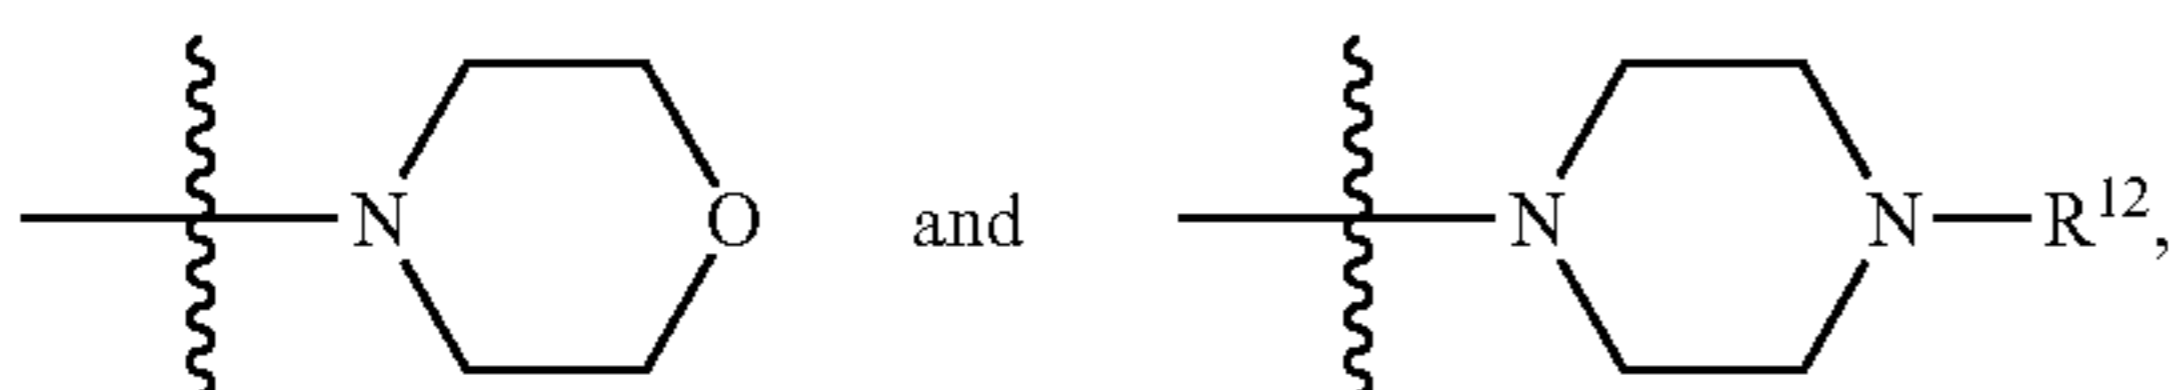 N O and N N—R¹²,